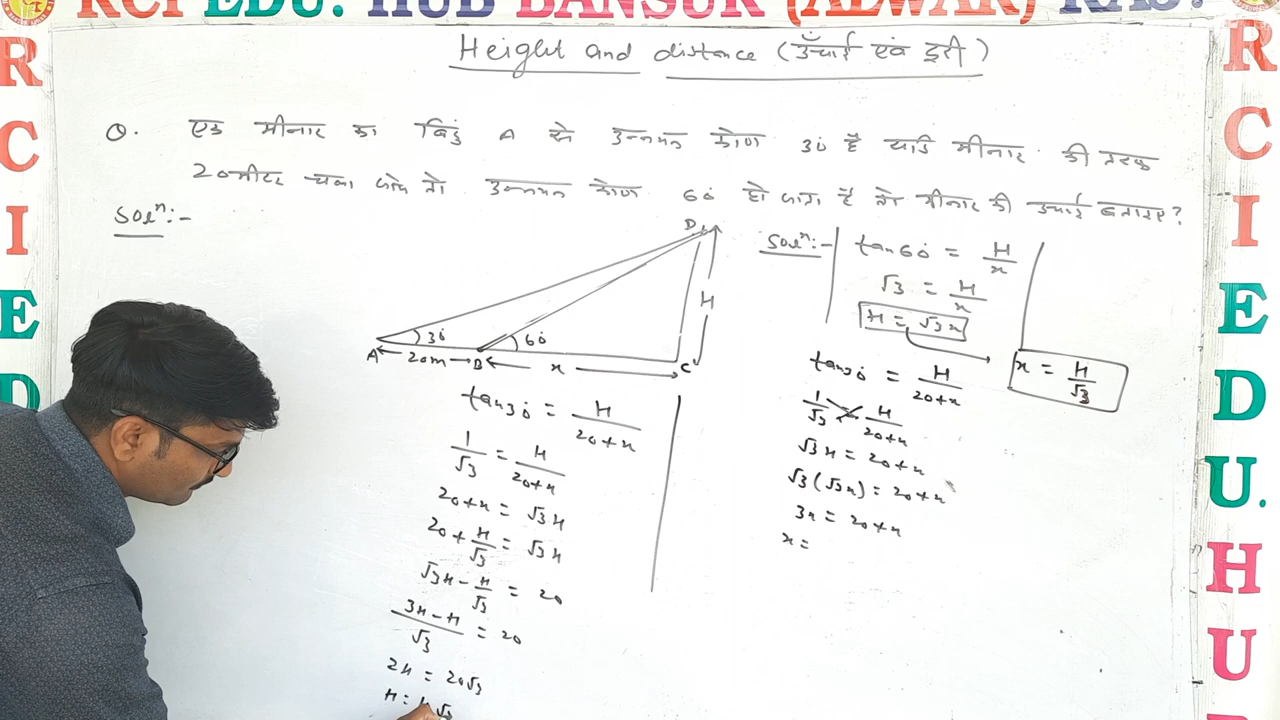 RCI EDU. HUB BANSUR (ALWAR) RAJ.
Height and distance (ऊँचाई एवं दूरी)
Q. एक मीनार का बिंदु A से उन्नयन कोण 30° है यदि मीनार की तरफ
20 मीटर चला जाये तो उन्नयन कोण 60° हो जाता है तो मीनार की ऊंचाई बताइए?
Solⁿ:-
D
H
30°
60°
A
20m
B
x
C
tan30° = H/(20+x)
1/√3 = H/(20+x)
20+x = √3H
20 + H/√3 = √3H
√3H - H/√3 = 20
(3H-H)/√3 = 20
2H = 20√3
H =
Solⁿ:-
tan60° = H/x
√3 = H/x
H = √3x
x = H/√3
tan30° = H/(20+x)
1/√3 = H/(20+x)
√3H = 20+x
√3(√3x) = 20+x
3x = 20+x
x =
R
C
I
E
D
R
C
I
E
D
U.
H
U